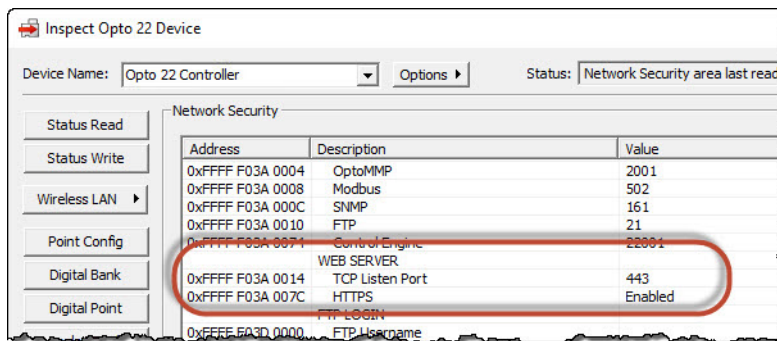 Inspect Opto 22 Device
Device Name: Opto 22 Controller Options Status: Network Security area last read
Network Security
Status Read
Status Write
Wireless LAN
Point Config
Digital Bank
Digital Point
Address Description Value
0xFFFF F03A 0004 OptoMMP 2001
0xFFFF F03A 0008 Modbus 502
0xFFFF F03A 000C SNMP 161
0xFFFF F03A 0010 FTP 21
0xFFFF F03A 0074 Control Engine 22001
WEB SERVER
0xFFFF F03A 0014 TCP Listen Port 443
0xFFFF F03A 007C HTTPS Enabled
FTP LOGIN
0xFFFF F03D 0000 FTP Username